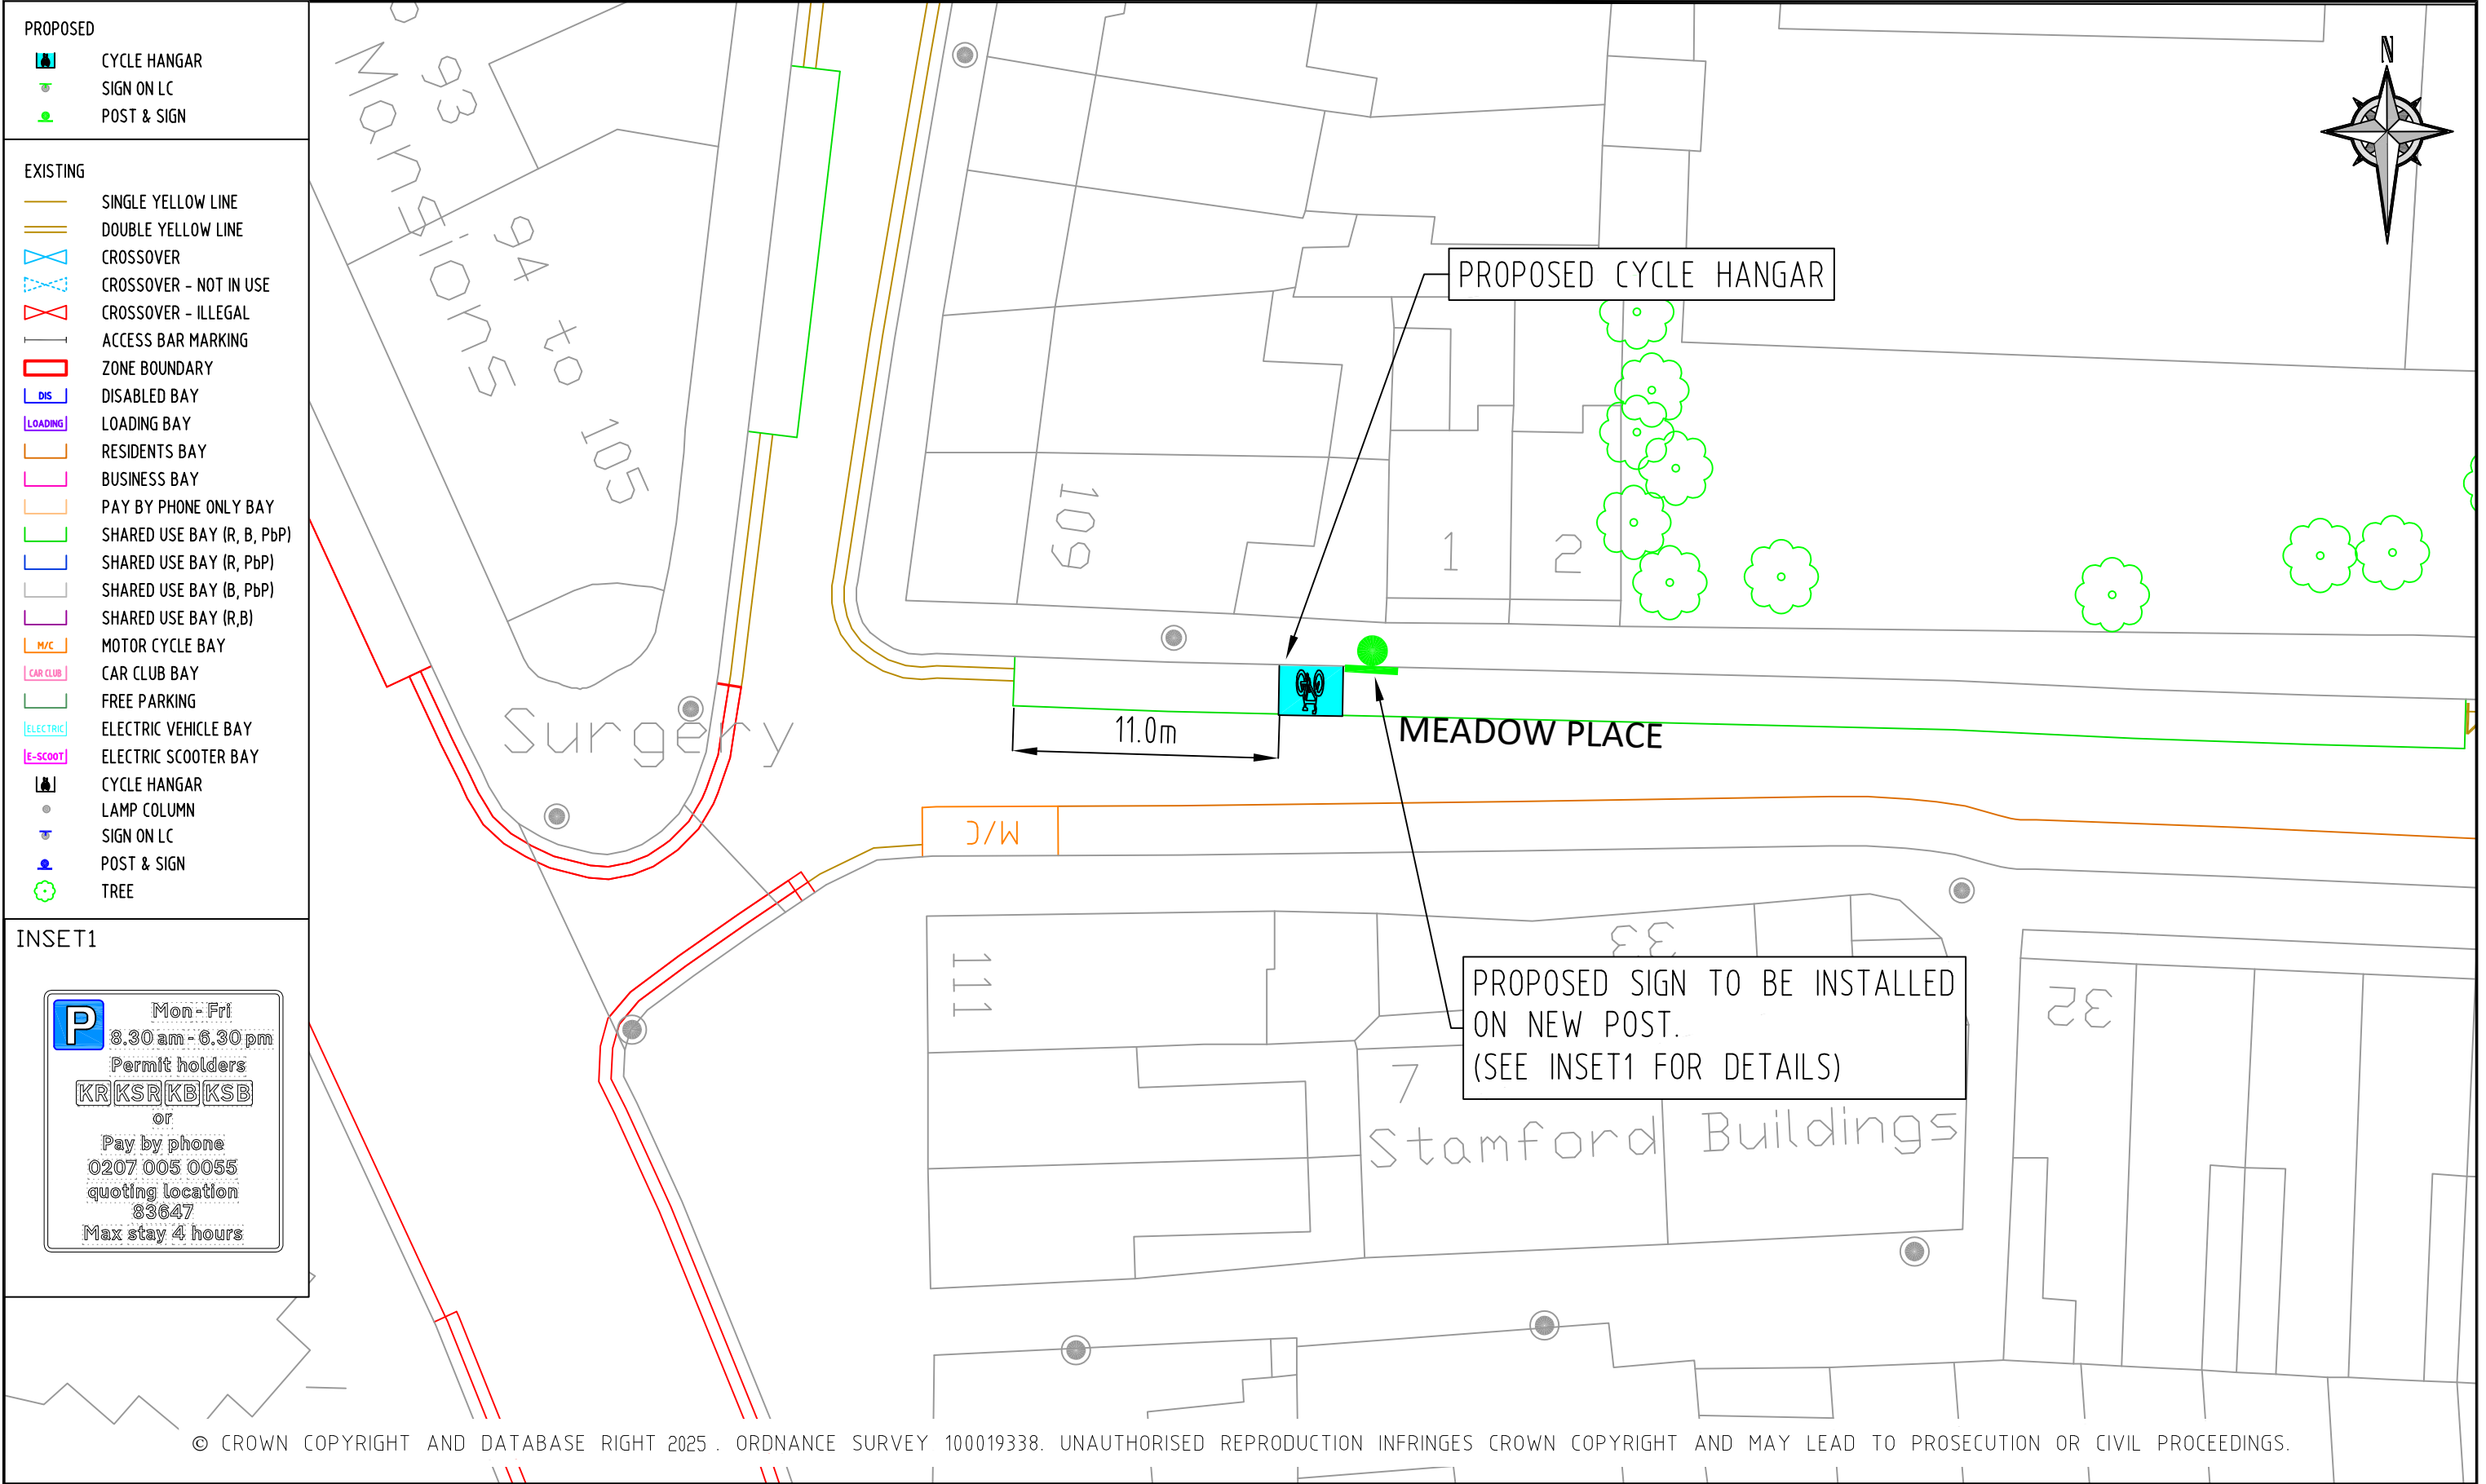 PROPOSED
CYCLE HANGAR
SIGN ON LC
POST & SIGN
EXISTING
SINGLE YELLOW LINE
DOUBLE YELLOW LINE
CROSSOVER
CROSSOVER - NOT IN USE
CROSSOVER - ILLEGAL
ACCESS BAR MARKING
ZONE BOUNDARY
DIS DISABLED BAY
LOADING LOADING BAY
RESIDENTS BAY
BUSINESS BAY
PAY BY PHONE ONLY BAY
SHARED USE BAY (R, B, PbP)
SHARED USE BAY (R, PbP)
SHARED USE BAY (B, PbP)
SHARED USE BAY (R,B)
M/C MOTOR CYCLE BAY
CAR CLUB CAR CLUB BAY
FREE PARKING
ELECTRIC ELECTRIC VEHICLE BAY
E-SCOOT ELECTRIC SCOOTER BAY
CYCLE HANGAR
LAMP COLUMN
SIGN ON LC
POST & SIGN
TREE
INSET1
P Mon - Fri
8.30 am - 6.30 pm
Permit holders
KR KSR KB KSB
or
Pay by phone
0207 005 0055
quoting location
83647
Max stay 4 hours
93
Mansions
94 to 105
Surgery
109
1
2
N
PROPOSED CYCLE HANGAR
11.0m
MEADOW PLACE
M/C
111
33
32
PROPOSED SIGN TO BE INSTALLED
ON NEW POST.
(SEE INSET1 FOR DETAILS)
7
Stamford Buildings
© CROWN COPYRIGHT AND DATABASE RIGHT 2025 . ORDNANCE SURVEY 100019338. UNAUTHORISED REPRODUCTION INFRINGES CROWN COPYRIGHT AND MAY LEAD TO PROSECUTION OR CIVIL PROCEEDINGS.